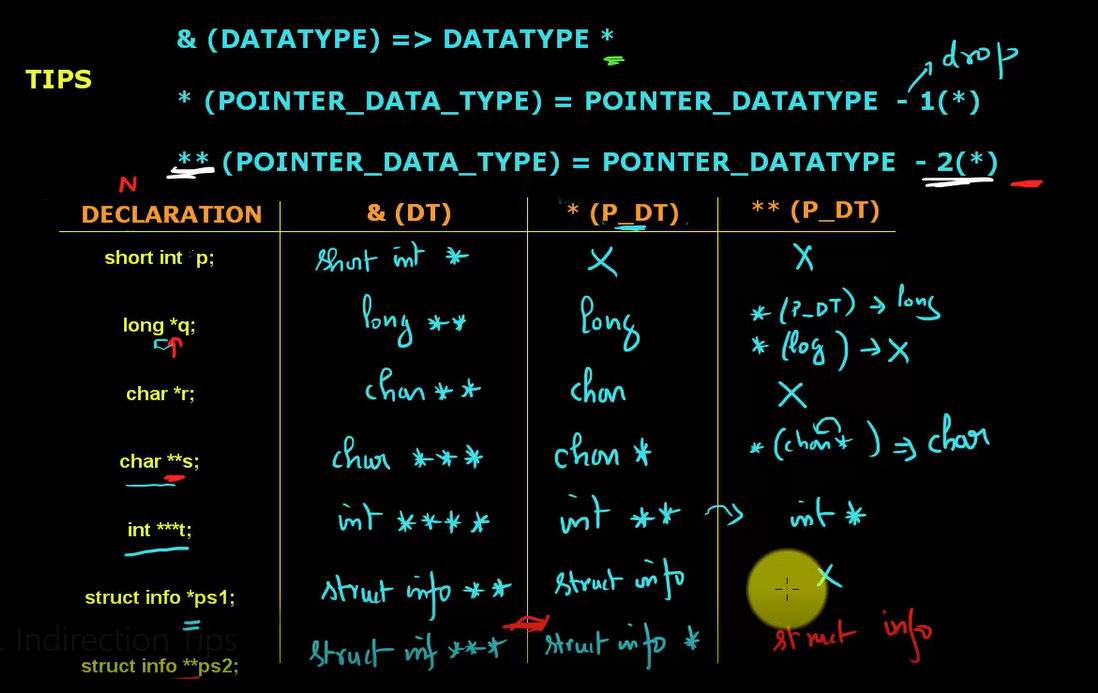 & (DATATYPE) => DATATYPE *
drop
TIPS
* (POINTER_DATA_TYPE) = POINTER_DATATYPE - 1(*)
** (POINTER_DATA_TYPE) = POINTER_DATATYPE - 2(*)
N
DECLARATION & (DT) * (P_DT) ** (P_DT)
short int p; short int * X X
long *q; long ** long * (P_DT) → long
* (log) → X
char *r; char ** char X
char **s; char *** char * * (char *) ⇒ char
int ***t; int **** int ** → int *
struct info *ps1; struct info ** struct info X
. Indirection Tips
struct info **ps2; struct inf *** struct info * struct info